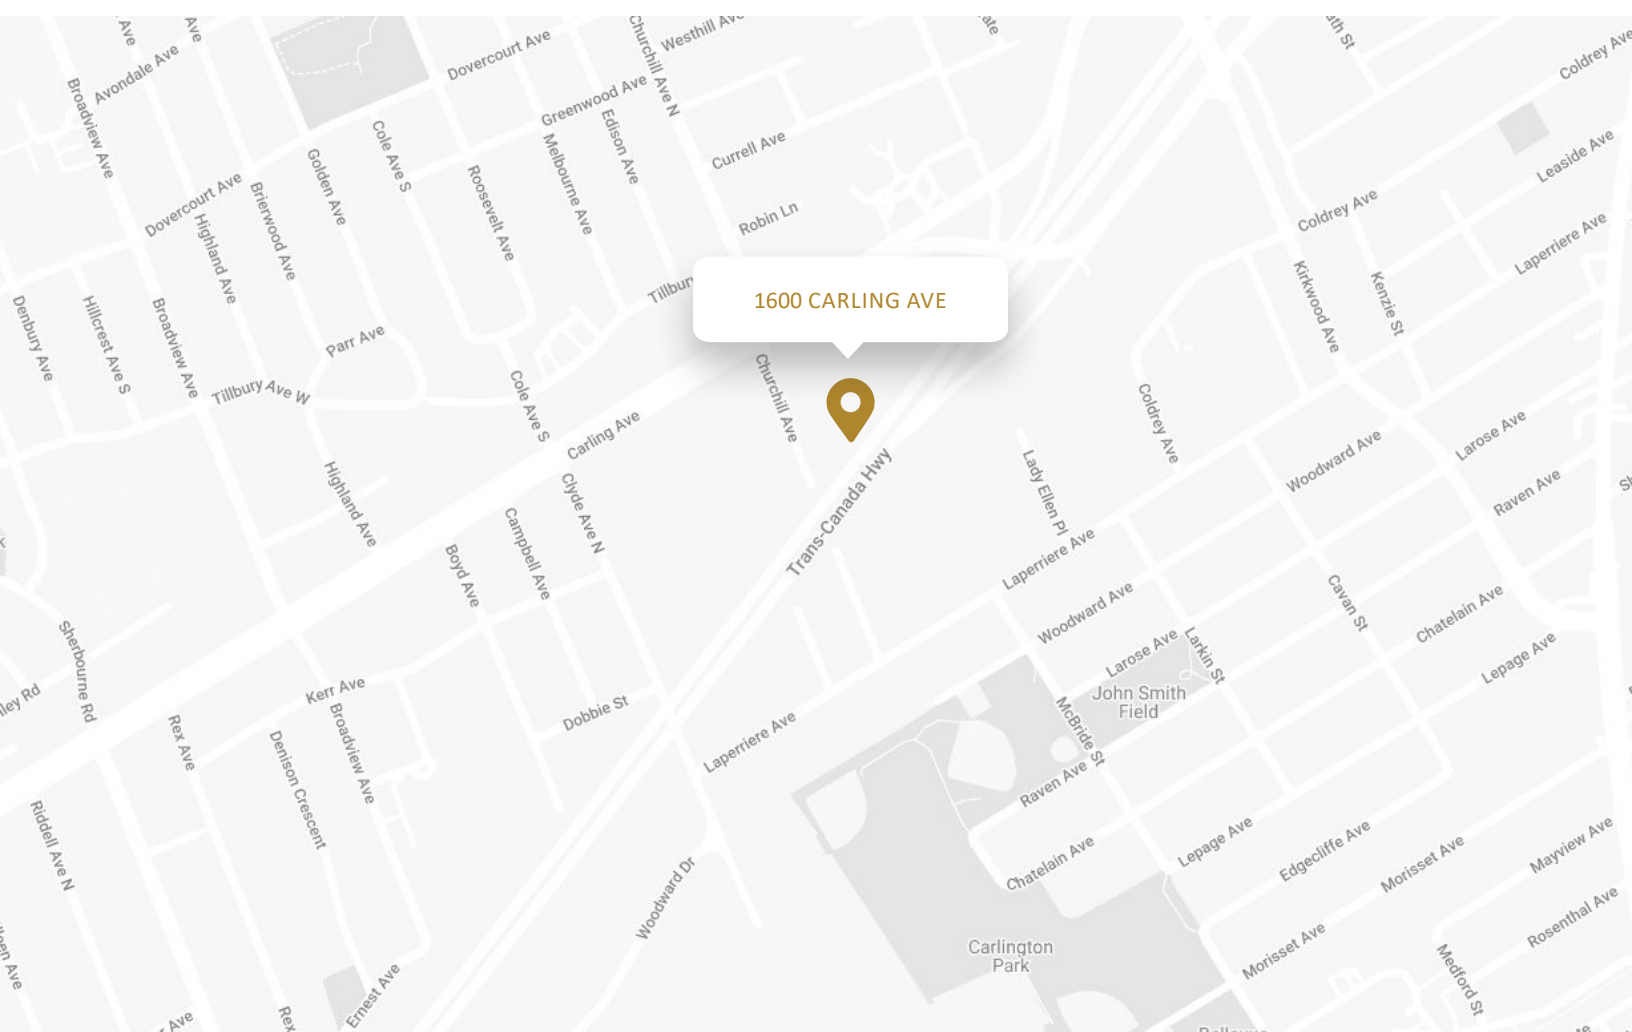 Ave
Ave
Avondale Ave
Broadview Ave
Dovercourt Ave
Churchill Ave N
Westhill Ave
Greenwood Ave
Edison Ave
Melbourne Ave
Currell Ave
Robin Ln
Cole Ave S
Golden Ave
Roosevelt Ave
Dovercourt Ave
Brierwood Ave
Highland Ave
Coldrey Ave
Leaside Ave
Coldrey Ave
Laperriere Ave
Kirkwood Ave
Kenzie St
Denbury Ave
Hillcrest Ave S
Broadview Ave
Parr Ave
Tillbury Ave W
Tillbury
1600 CARLING AVE
Churchill Ave
Cole Ave S
Carling Ave
Clyde Ave N
Highland Ave
Campbell Ave
Boyd Ave
Trans-Canada Hwy
Lady Ellen Pl
Coldrey Ave
Woodward Ave
Larose Ave
Raven Ave
Laperriere Ave
Woodward Ave
Larose Ave
Larkin St
Cavan St
Chatelain Ave
Lepage Ave
John Smith
Field
McBride St
Sherbourne Rd
ley Rd
Kerr Ave
Rex Ave
Denison Crescent
Broadview Ave
Dobbie St
Laperriere Ave
Raven Ave
Chatelain Ave
Lepage Ave
Edgecliffe Ave
Morisset Ave
Mayview Ave
Rosenthal Ave
Riddell Ave N
Woodward Dr
Carlington
Park
Morisset Ave
Medford St
Ernest Ave
Rex
Ave